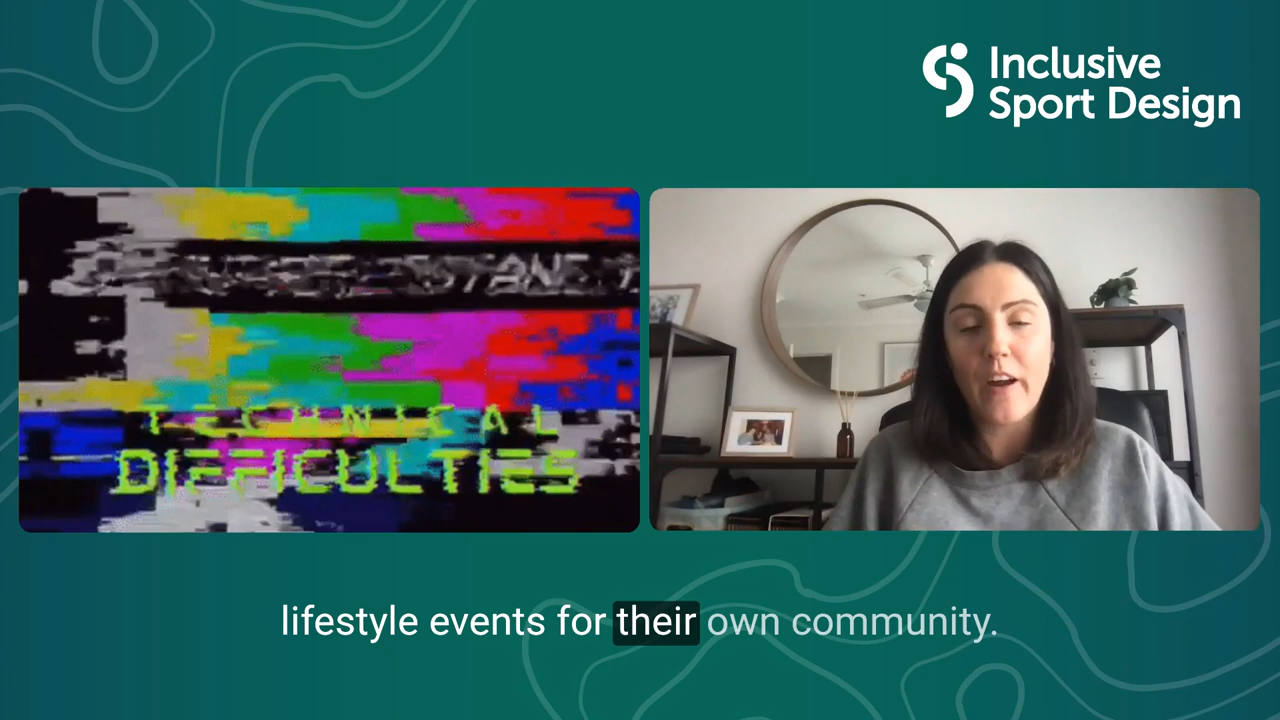 Inclusive
Sport Design
TECHNICAL
DIFFICULTIES
lifestyle events for their own community.